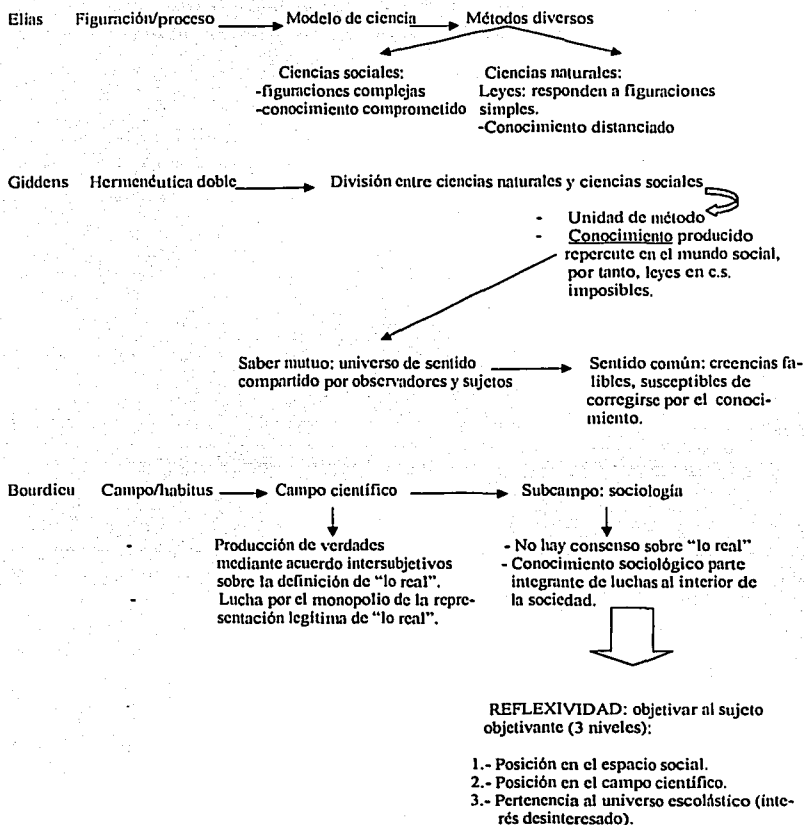 Elias Figuración/proceso Modelo de ciencia Métodos diversos
Ciencias sociales:
-figuraciones complejas
-conocimiento comprometido
Ciencias naturales:
Leyes: responden a figuraciones
simples.
-Conocimiento distanciado
Giddens Hermenéutica doble División entre ciencias naturales y ciencias sociales
- Unidad de método
- Conocimiento producido
repercute en el mundo social,
por tanto, leyes en c.s.
imposibles.
Saber mutuo: universo de sentido
compartido por observadores y sujetos
Sentido común: creencias fa-
libles, susceptibles de
corregirse por el conoci-
miento.
Bourdieu Campo/habitus Campo científico Subcampo: sociología
- Producción de verdades
mediante acuerdo intersubjetivos
sobre la definición de "lo real".
- Lucha por el monopolio de la repre-
sentación legítima de "lo real".
- No hay consenso sobre "lo real"
- Conocimiento sociológico parte
integrante de luchas al interior de
la sociedad.
-
REFLEXIVIDAD: objetivar al sujeto
objetivante (3 niveles):
1.- Posición en el espacio social.
2.- Posición en el campo científico.
3.- Pertenencia al universo escolástico (inte-
rés desinteresado).